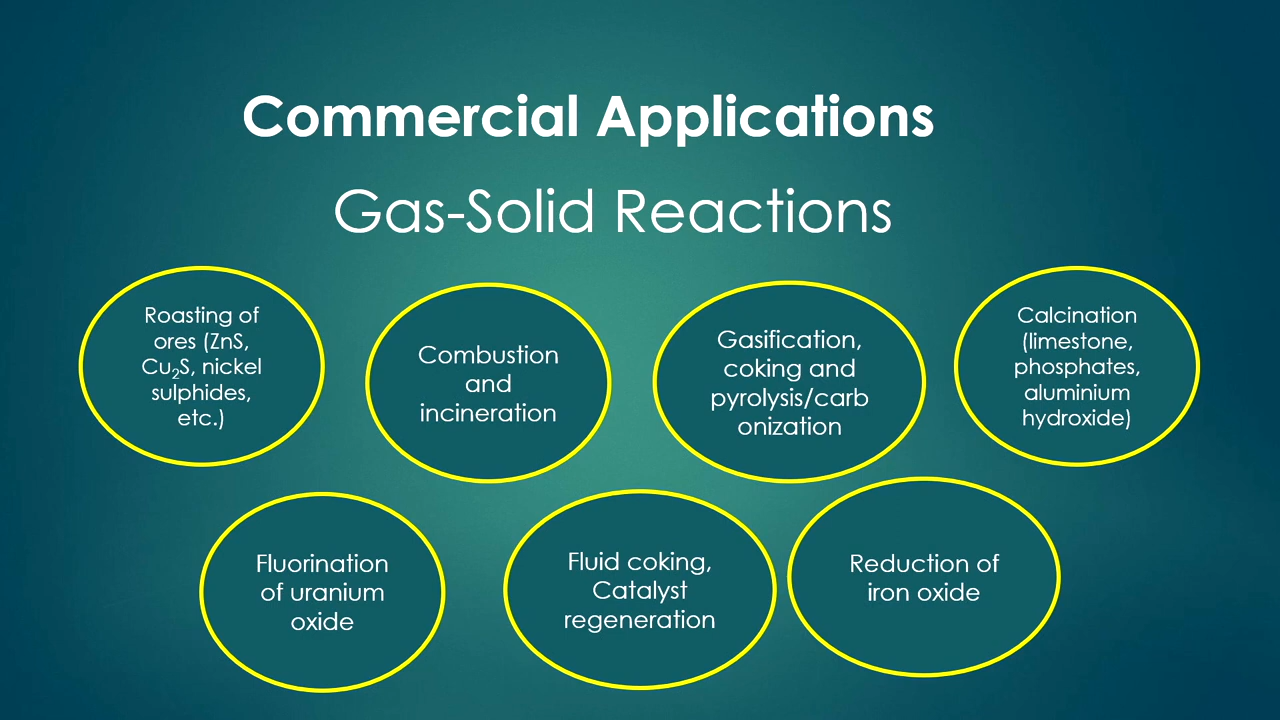 Commercial Applications
Gas-Solid Reactions
Roasting of
ores (ZnS,
Cu₂S, nickel
sulphides,
etc.)
Combustion
and
incineration
Gasification,
coking and
pyrolysis/carb
onization
Calcination
(limestone,
phosphates,
aluminium
hydroxide)
Fluorination
of uranium
oxide
Fluid coking,
Catalyst
regeneration
Reduction of
iron oxide